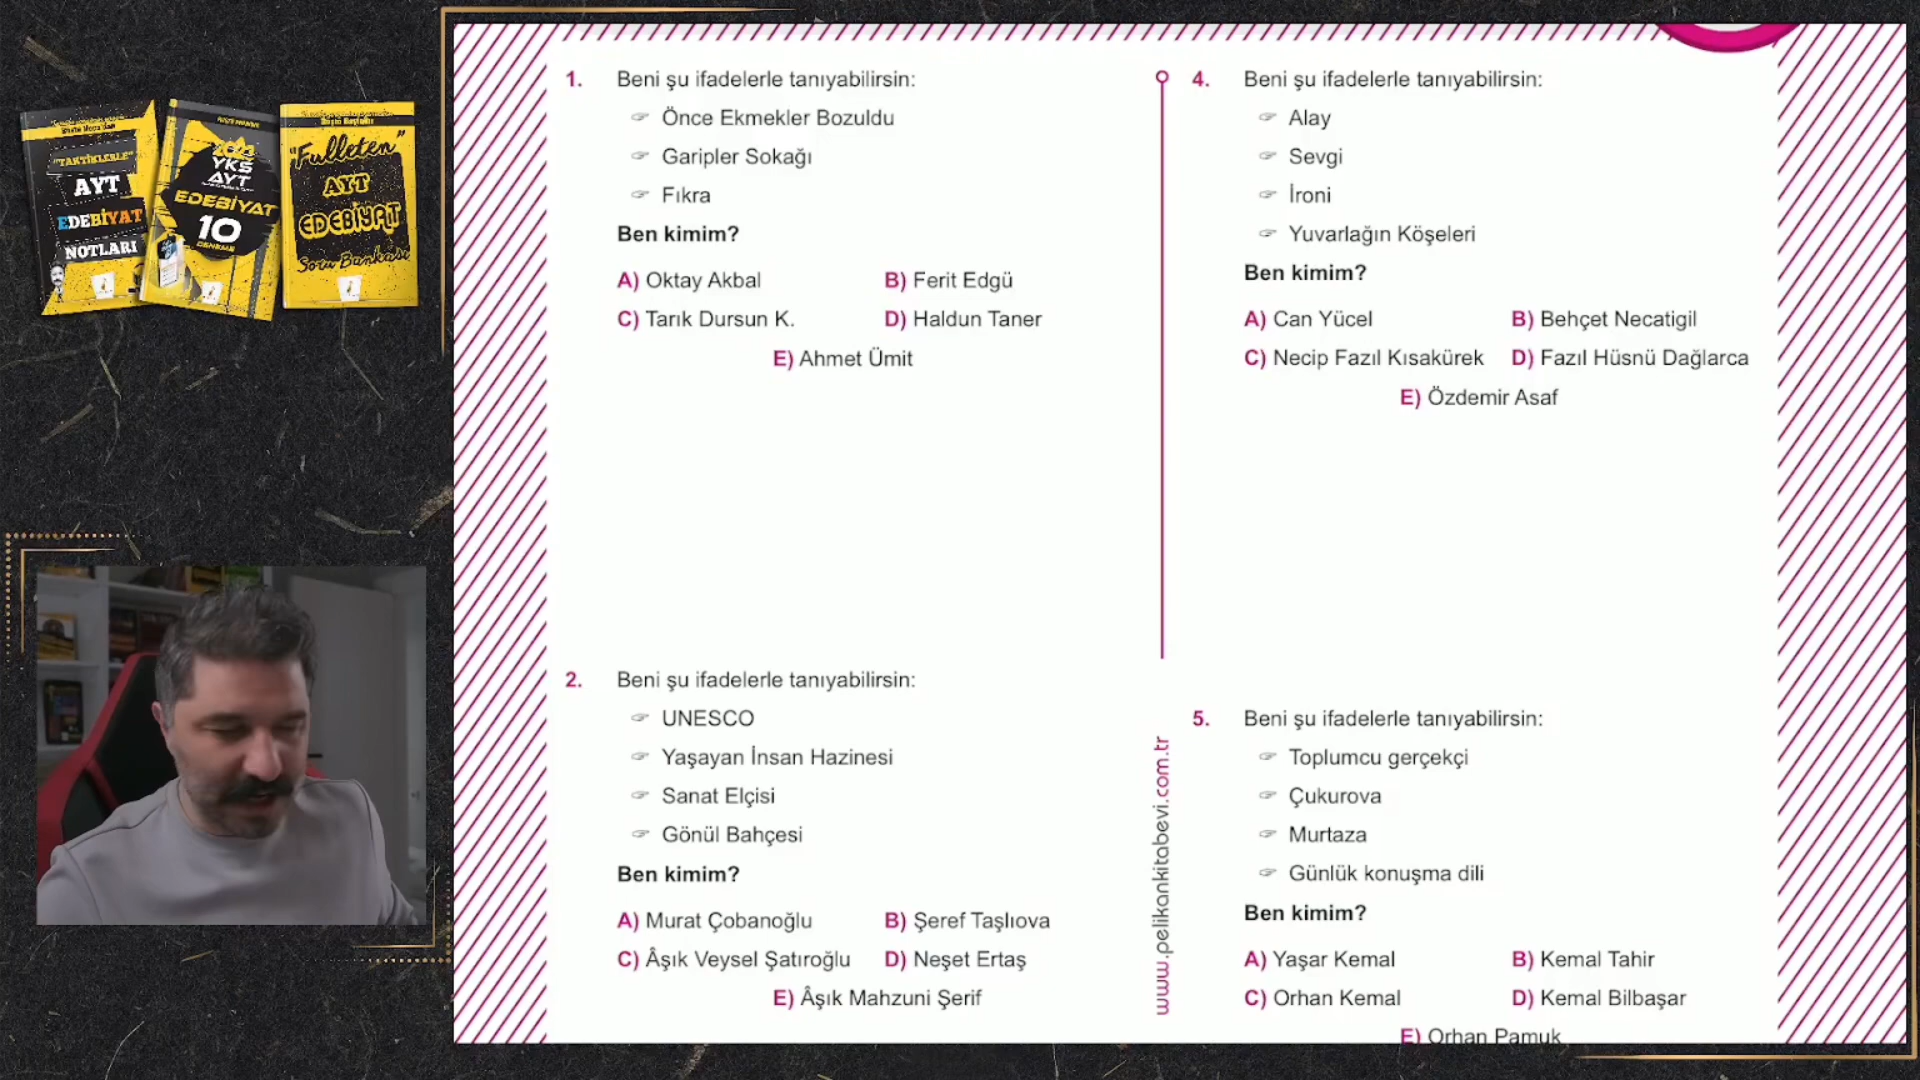 "TAKTİKLERLE"
AYT
EDEBİYAT
NOTLARI
2023
YKS
AYT
EDEBİYAT
10
DENEME
"Fulleten"
AYT
EDEBİYAT
Soru Bankası
1. Beni şu ifadelerle tanıyabilirsin:
Önce Ekmekler Bozuldu
Garipler Sokağı
Fıkra
Ben kimim?
A) Oktay Akbal B) Ferit Edgü
C) Tarık Dursun K. D) Haldun Taner
E) Ahmet Ümit
2. Beni şu ifadelerle tanıyabilirsin:
UNESCO
Yaşayan İnsan Hazinesi
Sanat Elçisi
Gönül Bahçesi
Ben kimim?
A) Murat Çobanoğlu B) Şeref Taşlıova
C) Âşık Veysel Şatıroğlu D) Neşet Ertaş
E) Âşık Mahzuni Şerif
www.pelikankitabevi.com.tr
4. Beni şu ifadelerle tanıyabilirsin:
Alay
Sevgi
İroni
Yuvarlağın Köşeleri
Ben kimim?
A) Can Yücel B) Behçet Necatigil
C) Necip Fazıl Kısakürek D) Fazıl Hüsnü Dağlarca
E) Özdemir Asaf
5. Beni şu ifadelerle tanıyabilirsin:
Toplumcu gerçekçi
Çukurova
Murtaza
Günlük konuşma dili
Ben kimim?
A) Yaşar Kemal B) Kemal Tahir
C) Orhan Kemal D) Kemal Bilbaşar
E) Orhan Pamuk